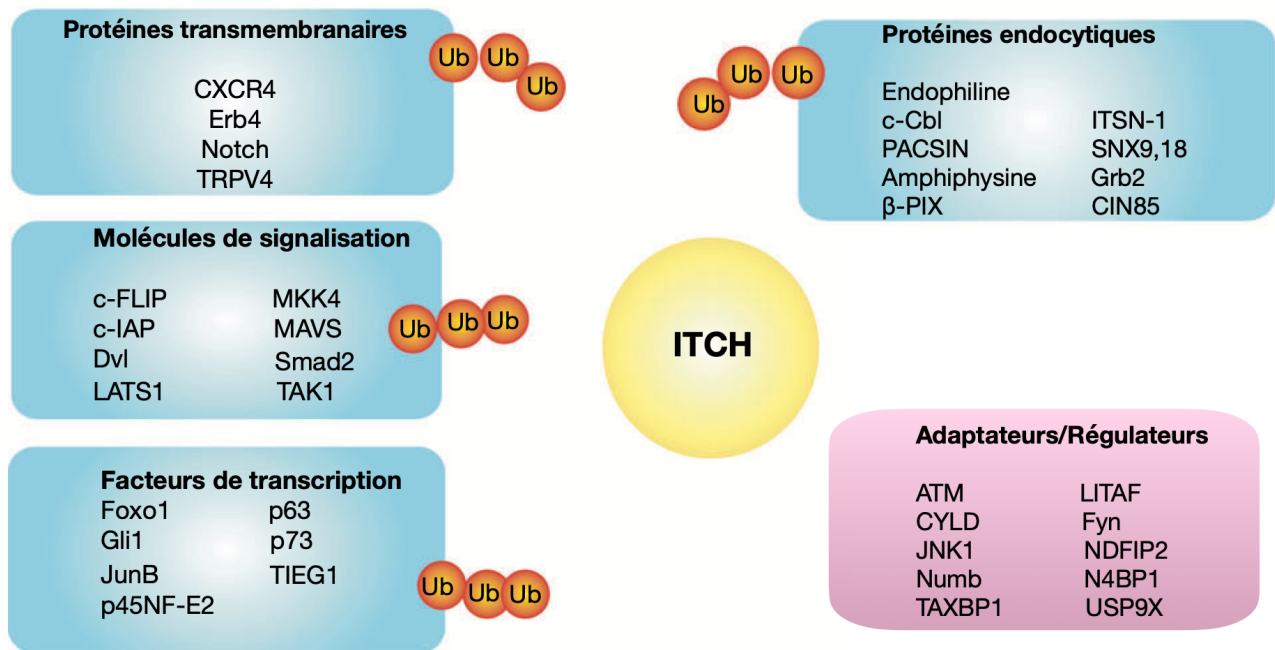 Protéines transmembranaires
CXCR4
Erb4
Notch
TRPV4
Ub Ub Ub
Molécules de signalisation
c-FLIP MKK4
c-IAP MAVS
Dvl Smad2
LATS1 TAK1
Ub Ub Ub
Facteurs de transcription
Foxo1 p63
Gli1 p73
JunB TIEG1
p45NF-E2
Ub Ub Ub
ITCH
Protéines endocytiques
Endophiline
c-Cbl ITSN-1
PACSIN SNX9,18
Amphiphysine Grb2
β-PIX CIN85
Ub Ub Ub
Adaptateurs/Régulateurs
ATM LITAF
CYLD Fyn
JNK1 NDFIP2
Numb N4BP1
TAXBP1 USP9X